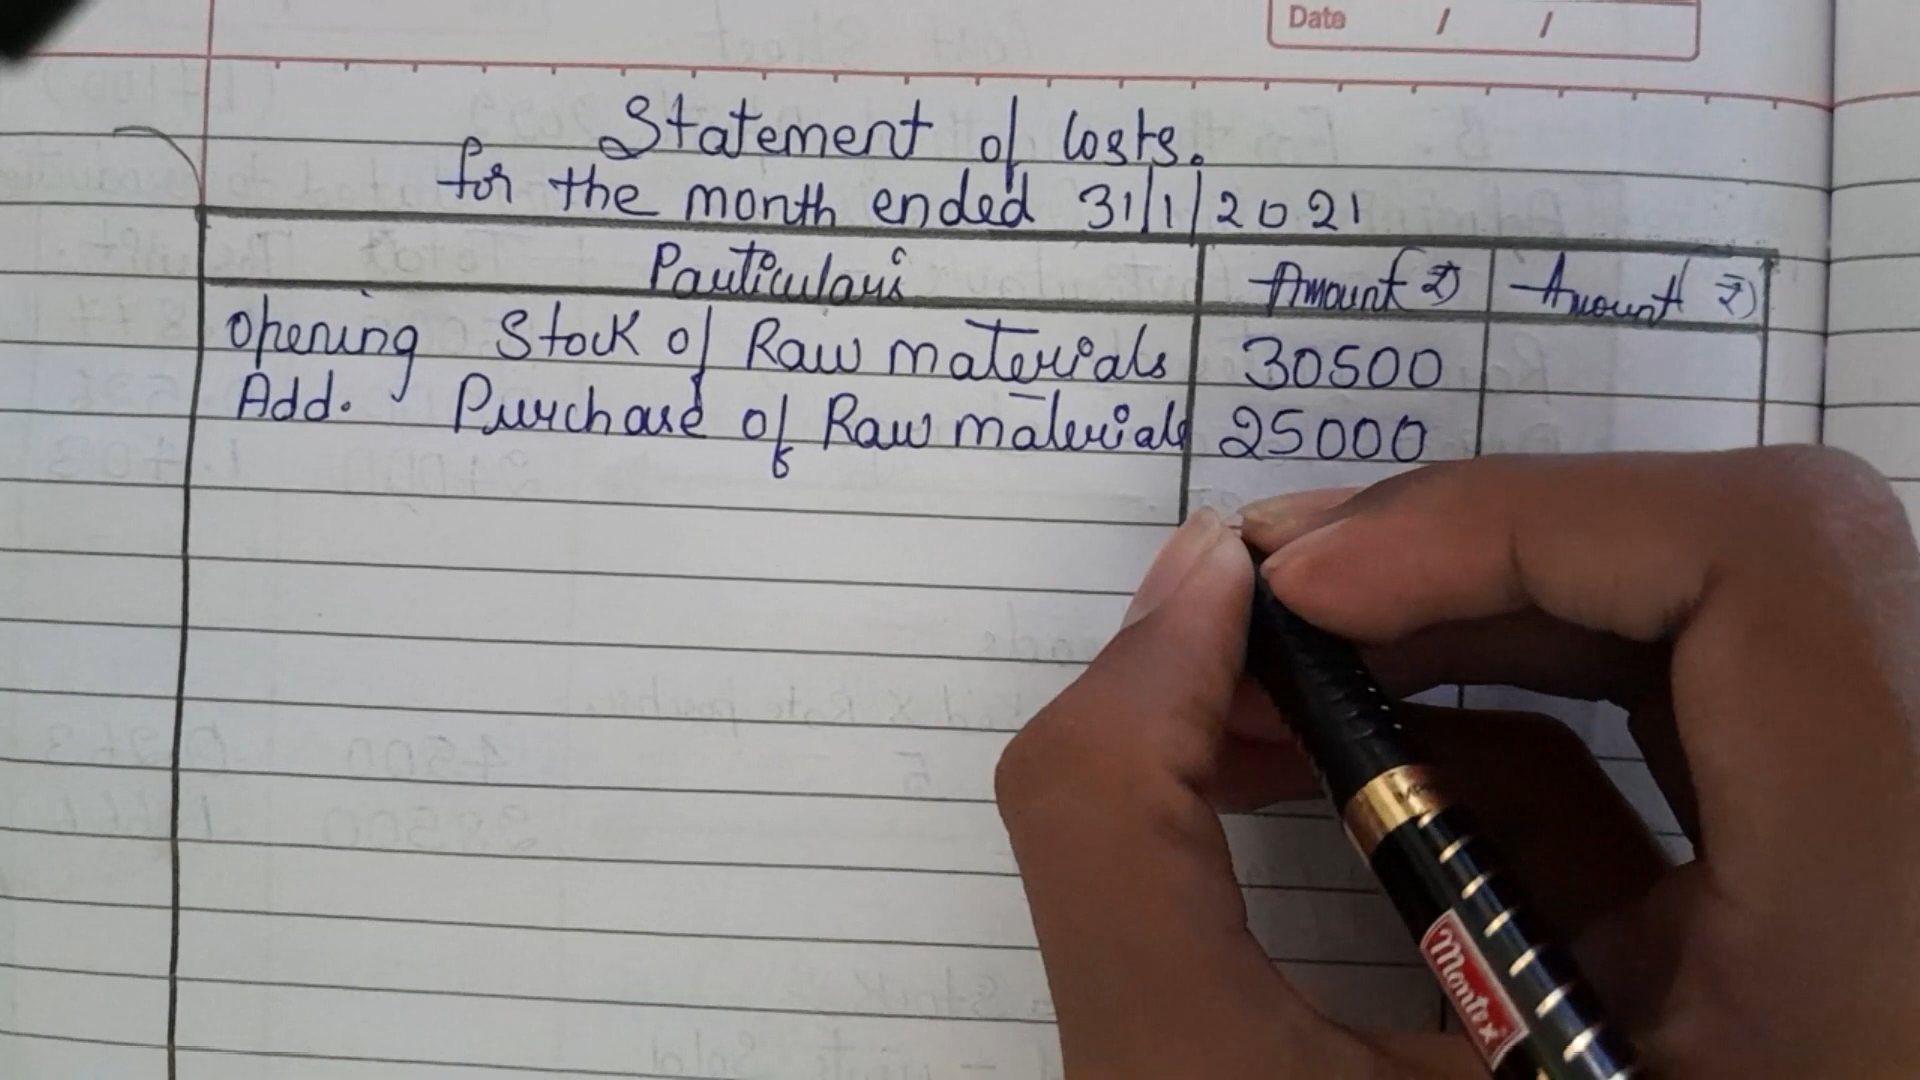 Date / /
Statement of Costs.
for the month ended 31/1/2021
Particulars Amount ₹) Amount ₹)
Opening Stock of Raw materials 30500
Add. Purchase of Raw materials 25000
Montex